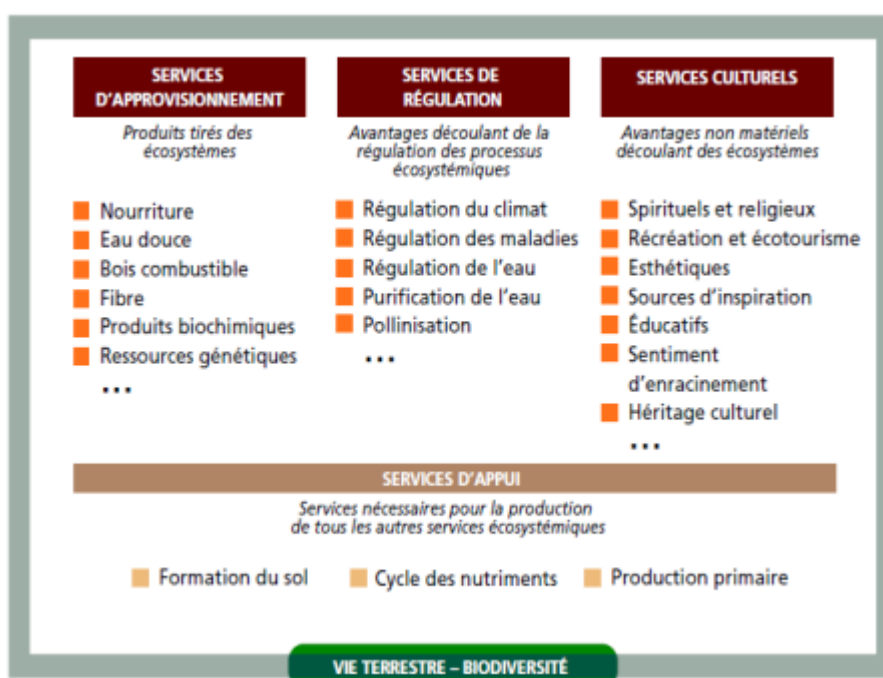 SERVICES
D'APPROVISIONNEMENT
Produits tirés des
écosystèmes
Nourriture
Eau douce
Bois combustible
Fibre
Produits biochimiques
Ressources génétiques
...
SERVICES DE
RÉGULATION
Avantages découlant de la
régulation des processus
écosystémiques
Régulation du climat
Régulation des maladies
Régulation de l'eau
Purification de l'eau
Pollinisation
...
SERVICES CULTURELS
Avantages non matériels
découlant des écosystèmes
Spirituels et religieux
Récréation et écotourisme
Esthétiques
Sources d'inspiration
Éducatifs
Sentiment
d'enracinement
Héritage culturel
...
SERVICES D'APPUI
Services nécessaires pour la production
de tous les autres services écosystémiques
Formation du sol
Cycle des nutriments
Production primaire
VIE TERRESTRE – BIODIVERSITÉ